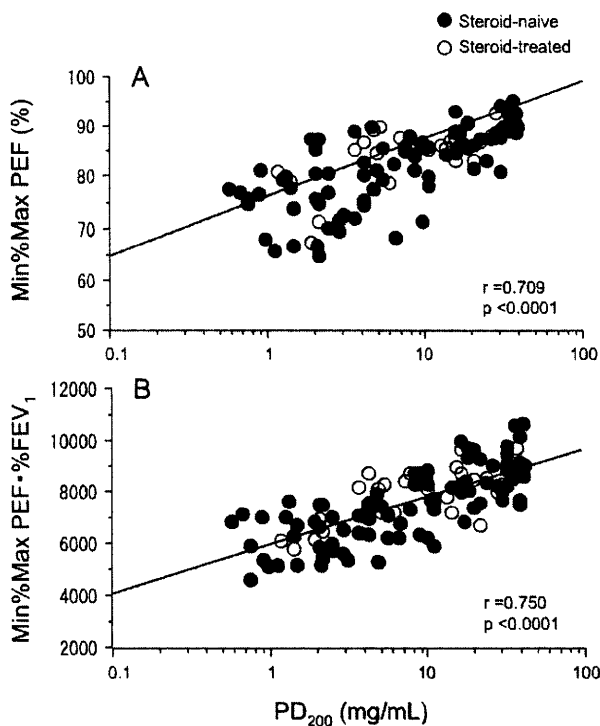 Steroid-naive
Steroid-treated
A
Min%Max PEF (%)
100
90
80
70
60
50
r =0.709
p <0.0001
0.1
1
10
100
B
Min%Max PEF·%FEV₁
12000
10000
8000
6000
4000
2000
r =0.750
p <0.0001
0.1
1
10
100
PD₂₀₀ (mg/mL)